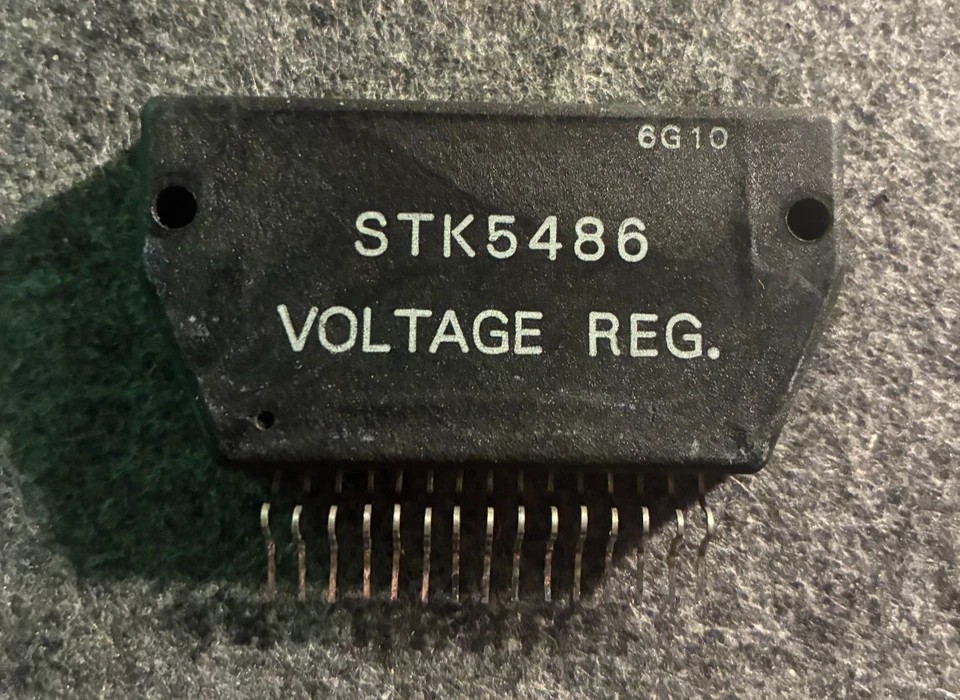 6G10
STK5486
VOLTAGE REG.